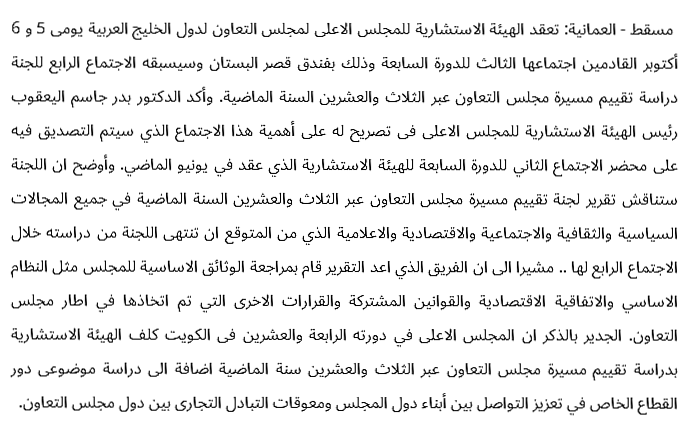 مسقط - العمانية: تعقد الهيئة الاستشارية للمجلس الاعلى لمجلس التعاون لدول الخليج العربية يومى 5 و 6
أكتوبر القادمين اجتماعها الثالث للدورة السابعة وذلك بفندق قصر البستان وسيسبقه الاجتماع الرابع للجنة
دراسة تقييم مسيرة مجلس التعاون عبر الثلاث والعشرين السنة الماضية. وأكد الدكتور بدر جاسم اليعقوب
رئيس الهيئة الاستشارية للمجلس الاعلى فى تصريح له على أهمية هذا الاجتماع الذي سيتم التصديق فيه
على محضر الاجتماع الثاني للدورة السابعة للهيئة الاستشارية الذي عقد في يونيو الماضي. وأوضح ان اللجنة
ستناقش تقرير لجنة تقييم مسيرة مجلس التعاون عبر الثلاث والعشرين السنة الماضية في جميع المجالات
السياسية والثقافية والاجتماعية والاقتصادية والاعلامية الذي من المتوقع ان تنتهى اللجنة من دراسته خلال
الاجتماع الرابع لها .. مشيرا الى ان الفريق الذي اعد التقرير قام بمراجعة الوثائق الاساسية للمجلس مثل النظام
الاساسي والاتفاقية الاقتصادية والقوانين المشتركة والقرارات الاخرى التي تم اتخاذها في اطار مجلس
التعاون. الجدير بالذكر ان المجلس الاعلى في دورته الرابعة والعشرين فى الكويت كلف الهيئة الاستشارية
بدراسة تقييم مسيرة مجلس التعاون عبر الثلاث والعشرين سنة الماضية اضافة الى دراسة موضوعى دور
القطاع الخاص في تعزيز التواصل بين أبناء دول المجلس ومعوقات التبادل التجارى بين دول مجلس التعاون.